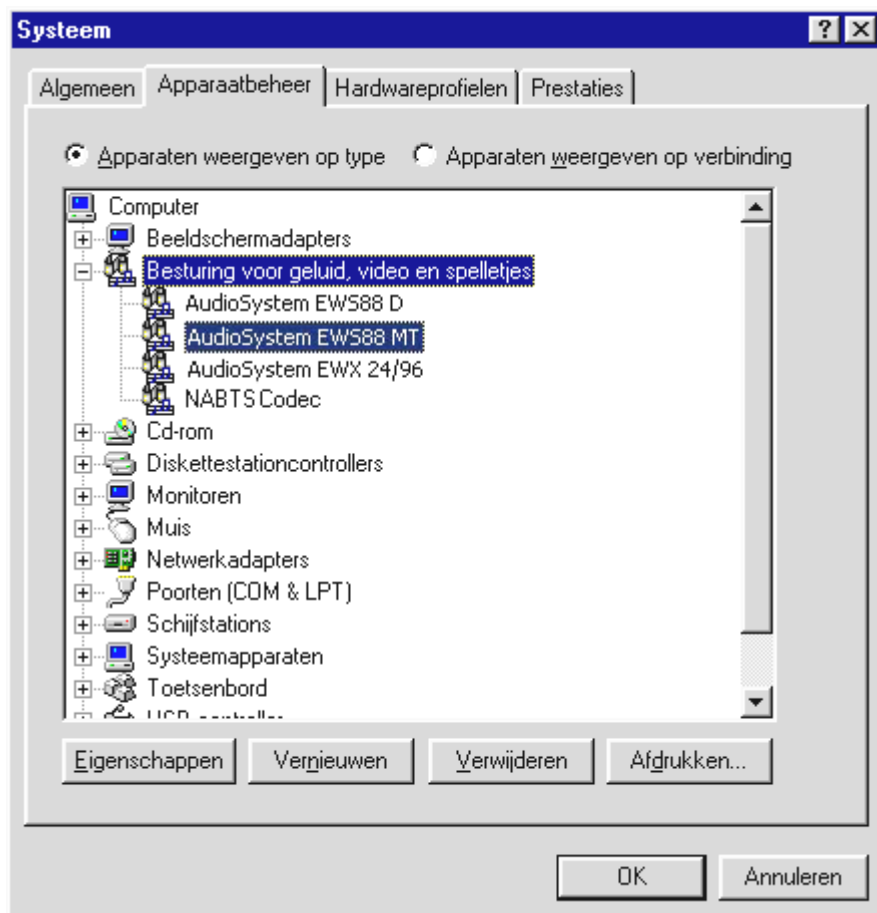 Systeem
Algemeen Apparaatbeheer Hardwareprofielen Prestaties
Apparaten weergeven op type Apparaten weergeven op verbinding
Computer
Beeldschermadapters
Besturing voor geluid, video en spelletjes
AudioSystem EWS88 D
AudioSystem EWS88 MT
AudioSystem EWX 24/96
NABTS Codec
Cd-rom
Diskettestationcontrollers
Monitoren
Muis
Netwerkadapters
Poorten (COM & LPT)
Schijfstations
Systeemapparaten
Toetsenbord
Eigenschappen Vernieuwen Verwijderen Afdrukken...
OK Annuleren